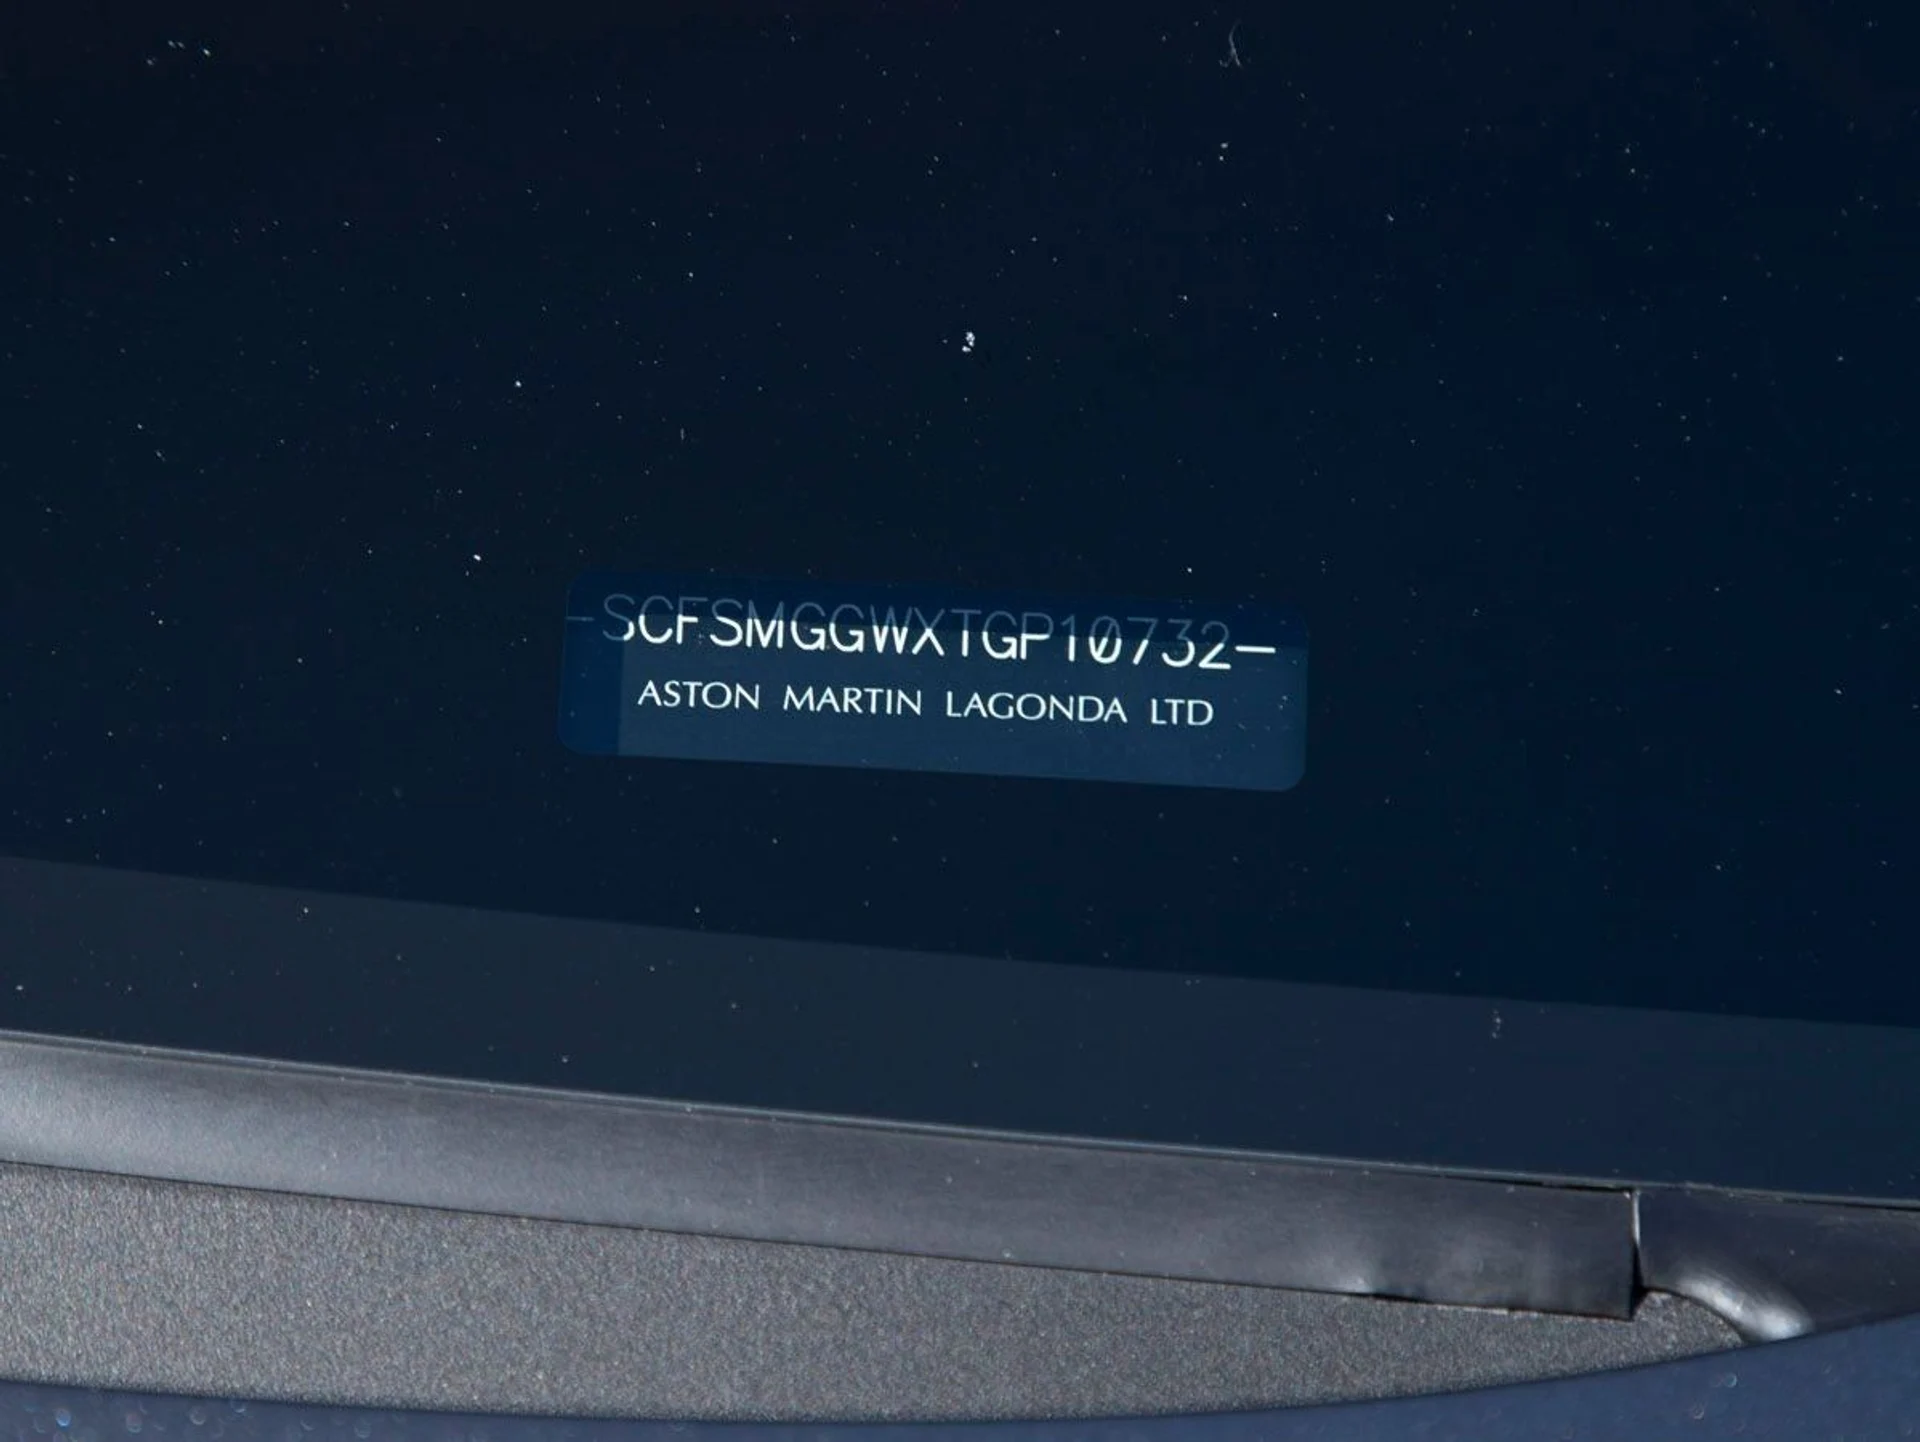 -SCFSMGGWXTGP10732-
ASTON MARTIN LAGONDA LTD